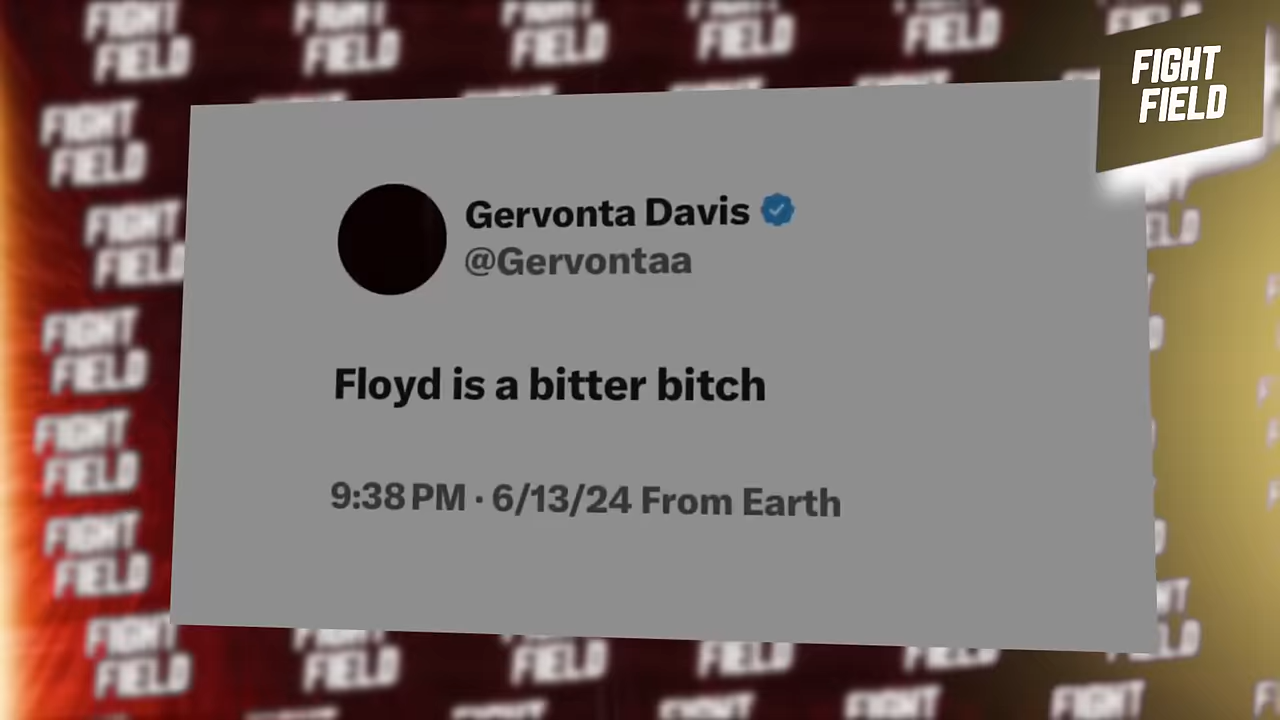 FIGHT
FIELD
Gervonta Davis
@Gervontaa
Floyd is a bitter bitch
9:38 PM · 6/13/24 From Earth